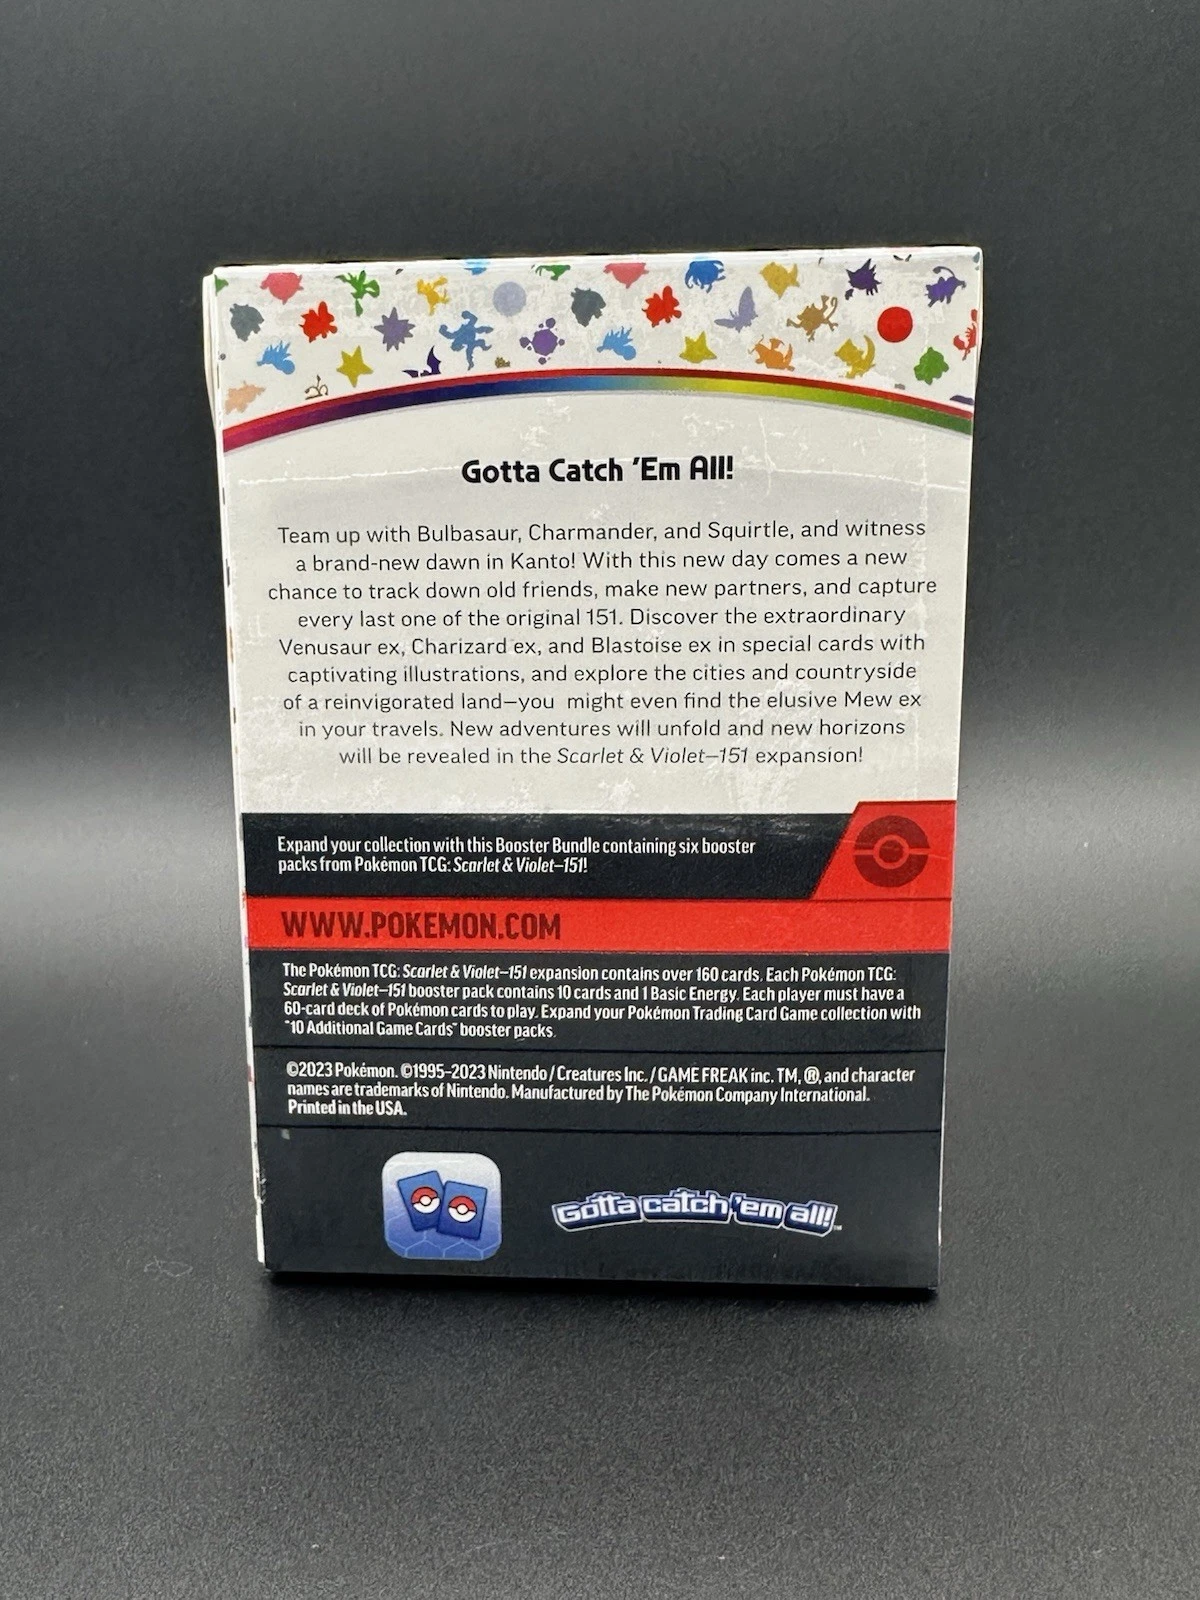 Gotta Catch 'Em All!
Team up with Bulbasaur, Charmander, and Squirtle, and witness
a brand-new dawn in Kanto! With this new day comes a new
chance to track down old friends, make new partners, and capture
every last one of the original 151. Discover the extraordinary
Venusaur ex, Charizard ex, and Blastoise ex in special cards with
captivating illustrations, and explore the cities and countryside
of a reinvigorated land—you might even find the elusive Mew ex
in your travels. New adventures will unfold and new horizons
will be revealed in the Scarlet & Violet—151 expansion!
Expand your collection with this Booster Bundle containing six booster
packs from Pokémon TCG: Scarlet & Violet—151!
WWW.POKEMON.COM
The Pokémon TCG: Scarlet & Violet—151 expansion contains over 160 cards. Each Pokémon TCG:
Scarlet & Violet—151 booster pack contains 10 cards and 1 Basic Energy. Each player must have a
60-card deck of Pokémon cards to play. Expand your Pokémon Trading Card Game collection with
"10 Additional Game Cards" booster packs.
©2023 Pokémon. ©1995–2023 Nintendo / Creatures Inc. / GAME FREAK inc. TM, ®, and character
names are trademarks of Nintendo. Manufactured by The Pokémon Company International.
Printed in the USA.
Gotta catch 'em all!™